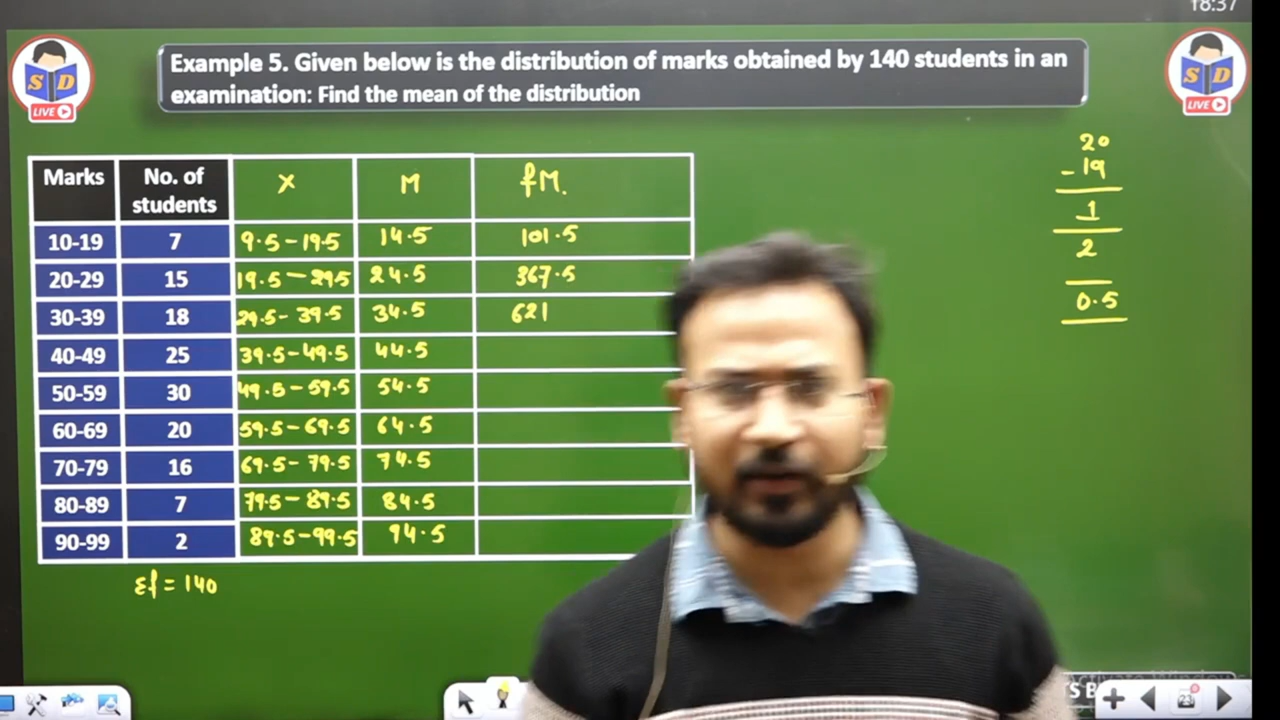 18:37
Example 5. Given below is the distribution of marks obtained by 140 students in an
examination: Find the mean of the distribution
S D
LIVE
S D
LIVE
20
-19
1
2
0.5
Marks No. of students X M fM.
10-19 7 9.5-19.5 14.5 101.5
20-29 15 19.5-29.5 24.5 367.5
30-39 18 29.5-39.5 34.5 621
40-49 25 39.5-49.5 44.5
50-59 30 49.5-59.5 54.5
60-69 20 59.5-69.5 64.5
70-79 16 69.5-79.5 74.5
80-89 7 79.5-89.5 84.5
90-99 2 89.5-99.5 94.5
Σf = 140
23